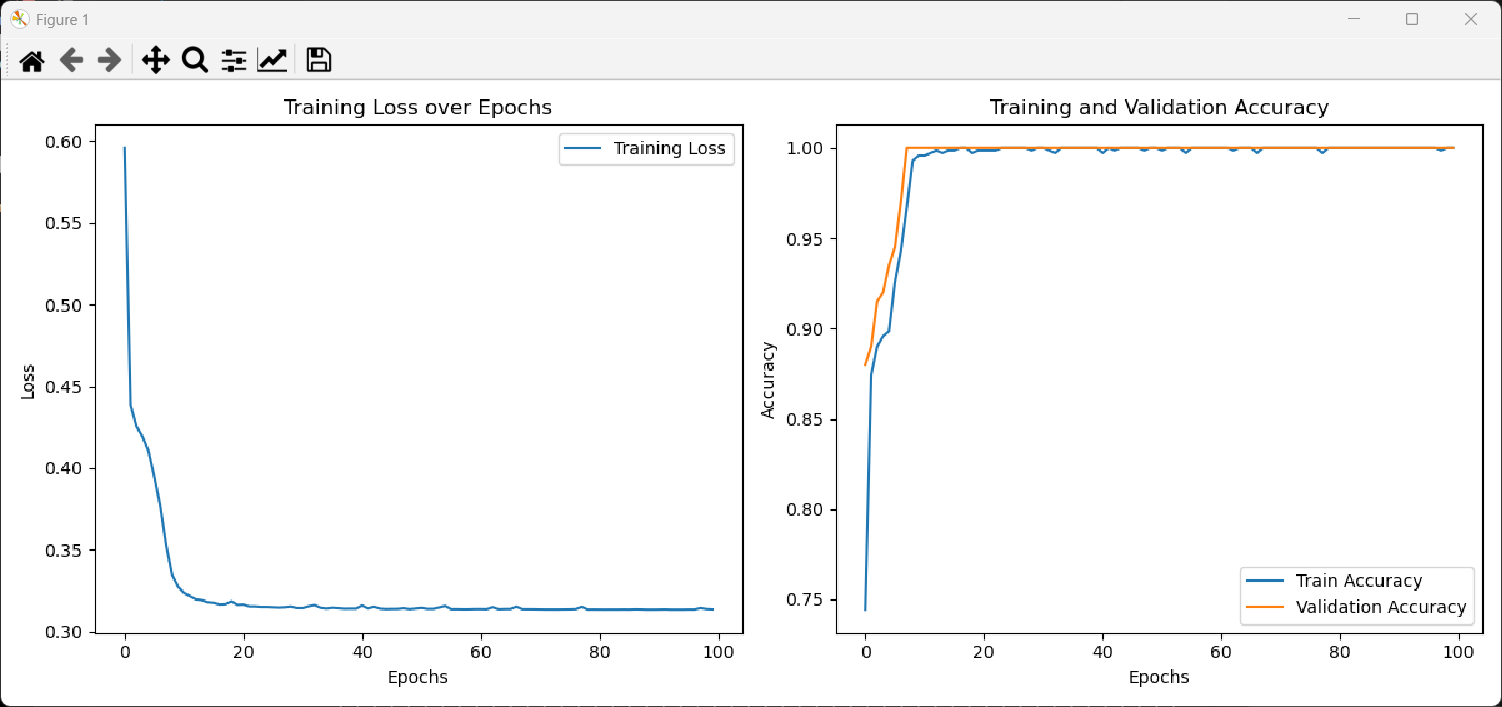 Figure 1
Training Loss over Epochs
Training Loss
0.60
0.55
0.50
0.45
0.40
0.35
0.30
Loss
0 20 40 60 80 100
Epochs
Training and Validation Accuracy
1.00
0.95
0.90
0.85
0.80
0.75
Accuracy
Train Accuracy
Validation Accuracy
0 20 40 60 80 100
Epochs